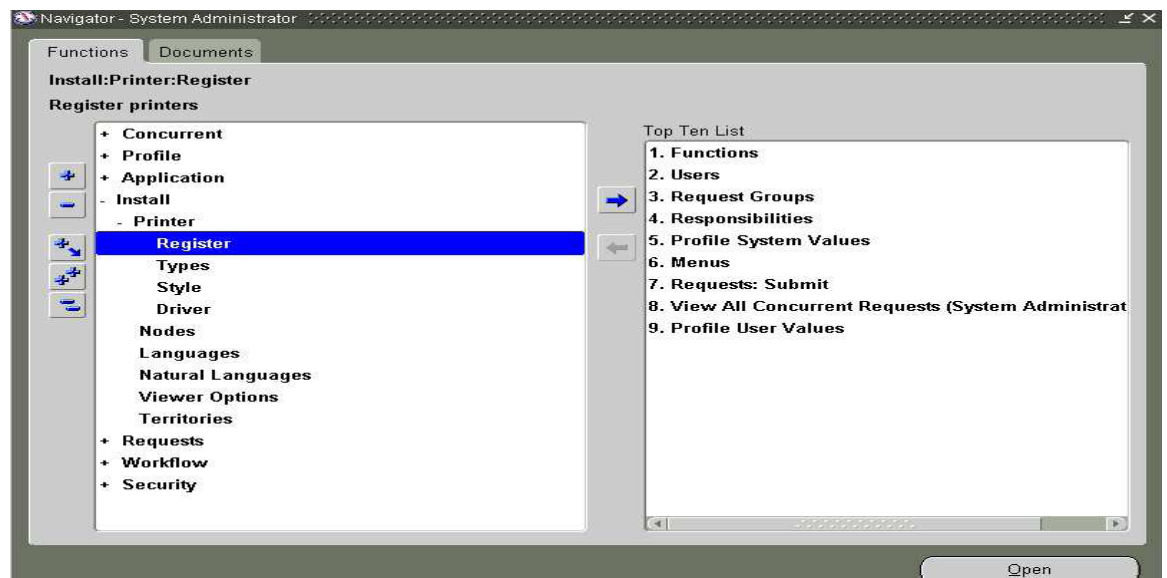 Navigator - System Administrator
Functions
Documents
Install:Printer:Register
Register printers
+ Concurrent
+ Profile
+ Application
- Install
- Printer
Register
Types
Style
Driver
Nodes
Languages
Natural Languages
Viewer Options
Territories
+ Requests
+ Workflow
+ Security
Top Ten List
1. Functions
2. Users
3. Request Groups
4. Responsibilities
5. Profile System Values
6. Menus
7. Requests: Submit
8. View All Concurrent Requests (System Administrat
9. Profile User Values
Open